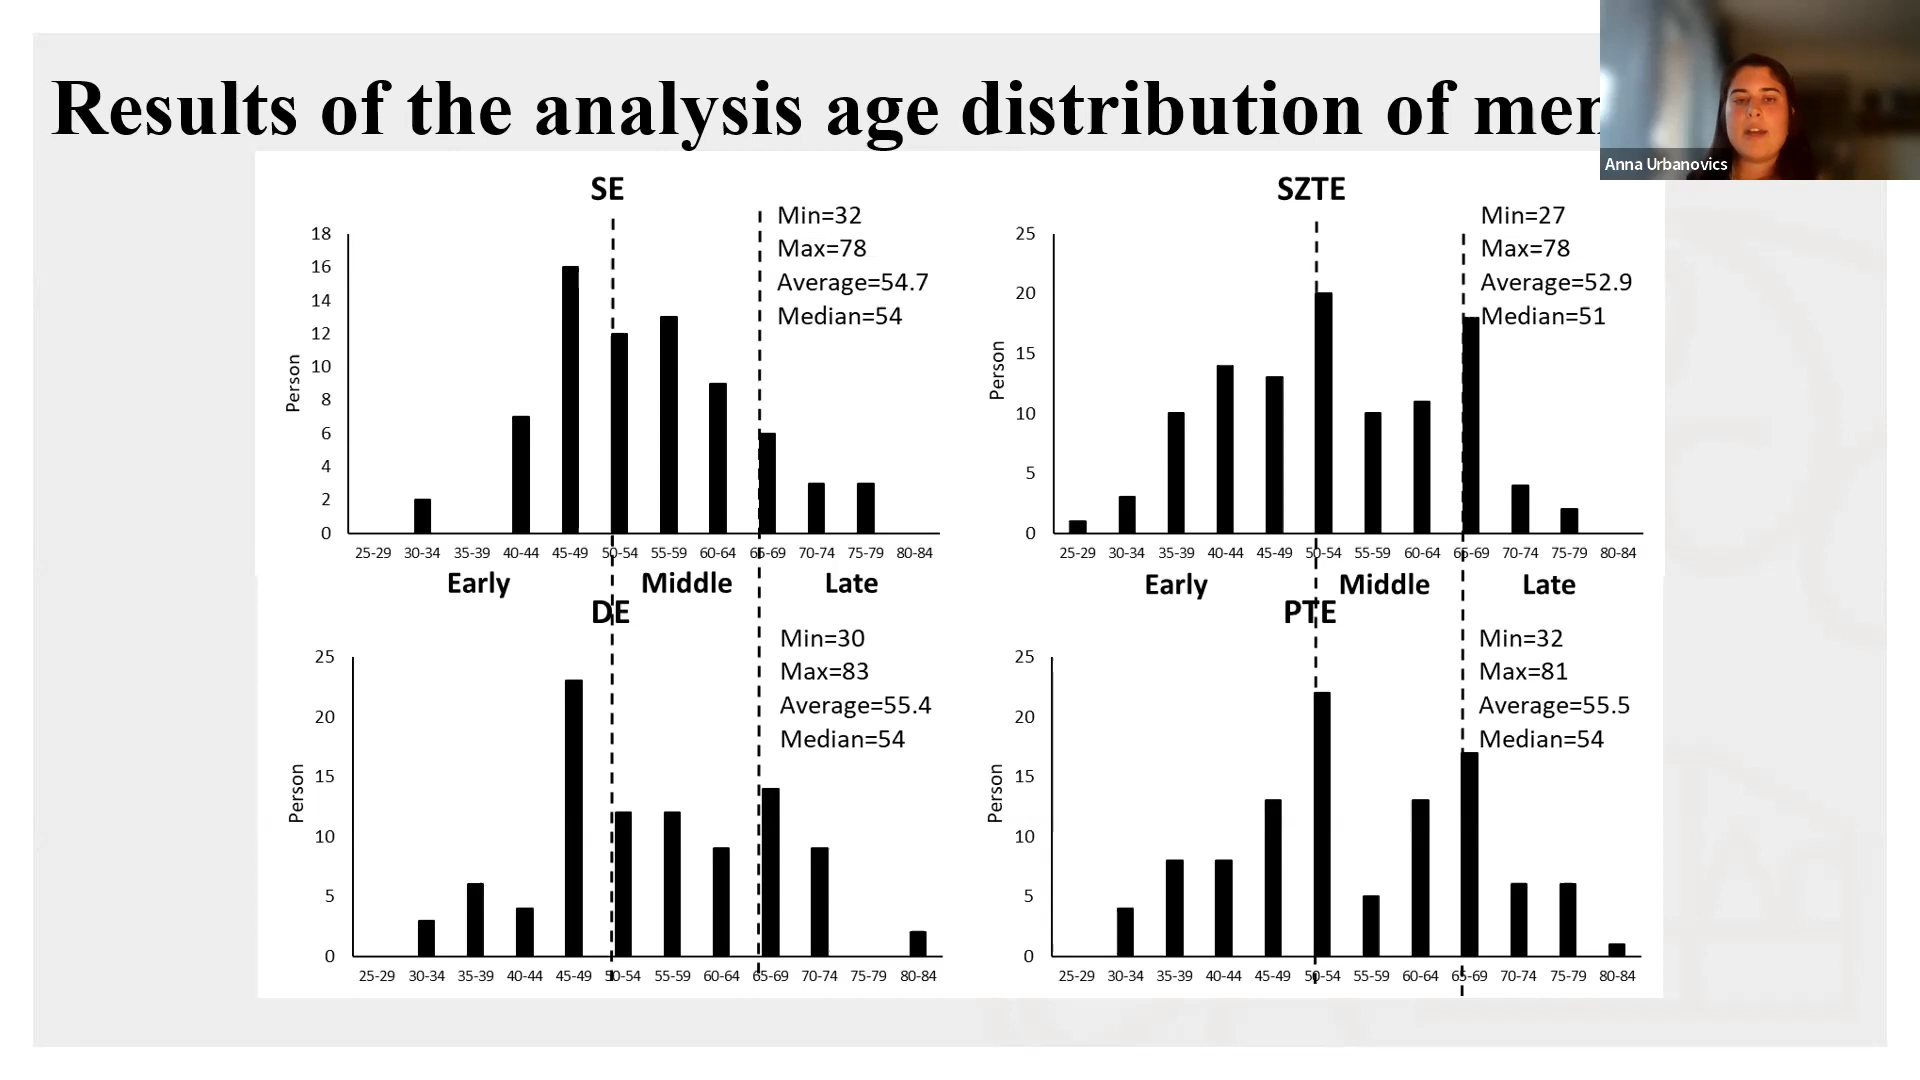 Results of the analysis age distribution of men
Anna Urbanovics
SE
Min=32
Max=78
Average=54.7
Median=54
Person
18
16
14
12
10
8
6
4
2
0
25-29 30-34 35-39 40-44 45-49 50-54 55-59 60-64 65-69 70-74 75-79 80-84
Early Middle Late
SZTE
Min=27
Max=78
Average=52.9
Median=51
Person
25
20
15
10
5
0
25-29 30-34 35-39 40-44 45-49 50-54 55-59 60-64 65-69 70-74 75-79 80-84
Early Middle Late
DE
Min=30
Max=83
Average=55.4
Median=54
Person
25
20
15
10
5
0
25-29 30-34 35-39 40-44 45-49 50-54 55-59 60-64 65-69 70-74 75-79 80-84
PTE
Min=32
Max=81
Average=55.5
Median=54
Person
25
20
15
10
5
0
25-29 30-34 35-39 40-44 45-49 50-54 55-59 60-64 65-69 70-74 75-79 80-84